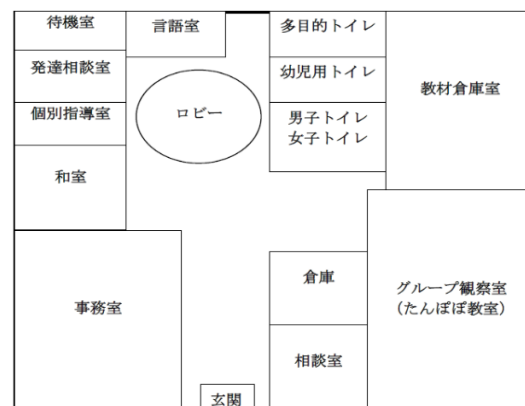 待機室
言語室
多目的トイレ
発達相談室
幼児用トイレ
教材倉庫室
個別指導室
ロビー
男子トイレ
女子トイレ
和室
倉庫
グループ観察室
(たんぽぽ教室)
事務室
相談室
玄関